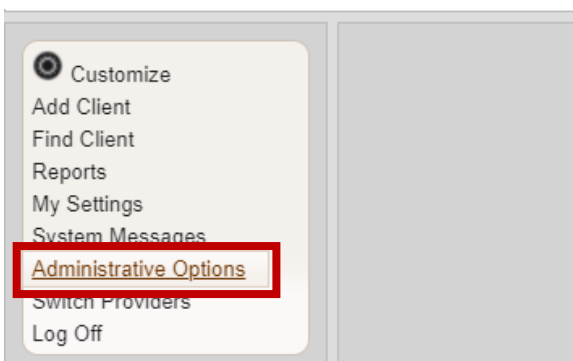 Customize
Add Client
Find Client
Reports
My Settings
System Messages
Administrative Options
Switch Providers
Log Off